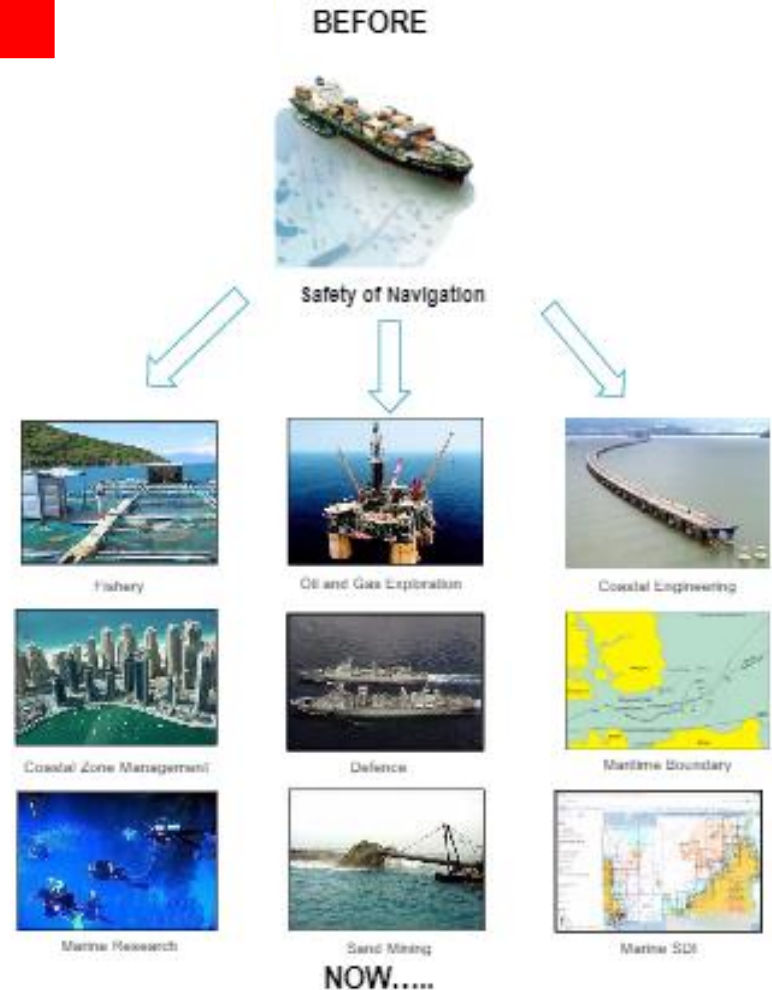 BEFORE
Safety of Navigation
Fishery
Oil and Gas Exploration
Coastal Engineering
Coastal Zone Management
Defence
Maritime Boundary
Marine Research
Sand Mining
Marine SDI
NOW.....